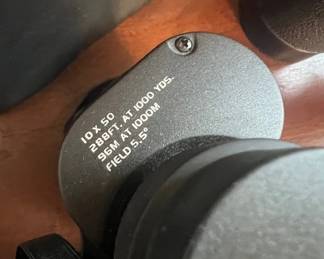 10 X 50
288FT. AT 1000 YDS.
96M AT 1000M
FIELD 5.5°